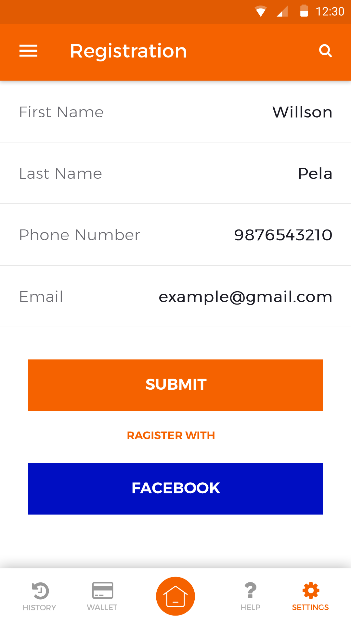 12:30
Registration
First Name Willson
Last Name Pela
Phone Number 9876543210
Email example@gmail.com
SUBMIT
RAGISTER WITH
FACEBOOK
HISTORY WALLET HELP SETTINGS